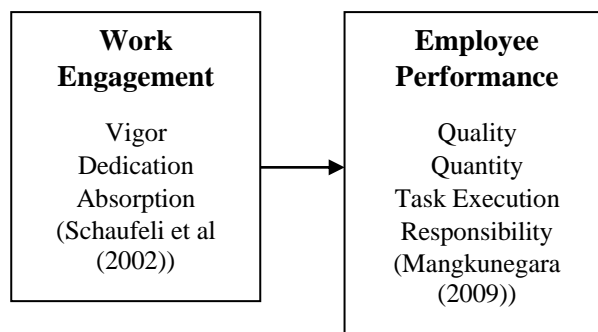 Work
Engagement
Vigor
Dedication
Absorption
(Schaufeli et al
(2002))
Employee
Performance
Quality
Quantity
Task Execution
Responsibility
(Mangkunegara
(2009))